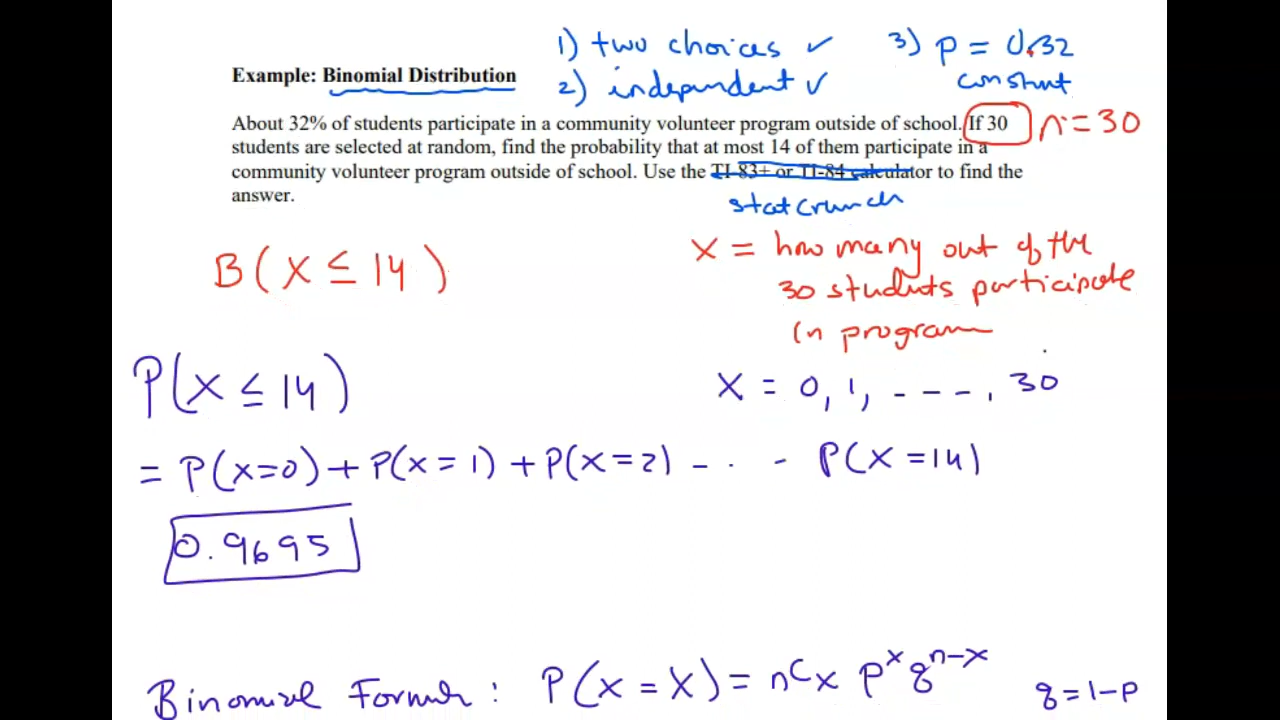 1) two choices ✓ 3) p = 0.32
Example: Binomial Distribution
2) independent ✓ constant
About 32% of students participate in a community volunteer program outside of school. If 30 n = 30
students are selected at random, find the probability that at most 14 of them participate in a
community volunteer program outside of school. Use the TI-83+ or TI-84 calculator to find the
answer.
statcrunch
B(X ≤ 14)
X = how many out of the
30 students participate
in program
P(X ≤ 14)
X = 0, 1, - - - . 30
= P(x=0) + P(x=1) + P(x=2) - . - P(X=14)
0.9695
Binomial Formula : P(X = x) = nCx p^x q^n-x
q = 1-p